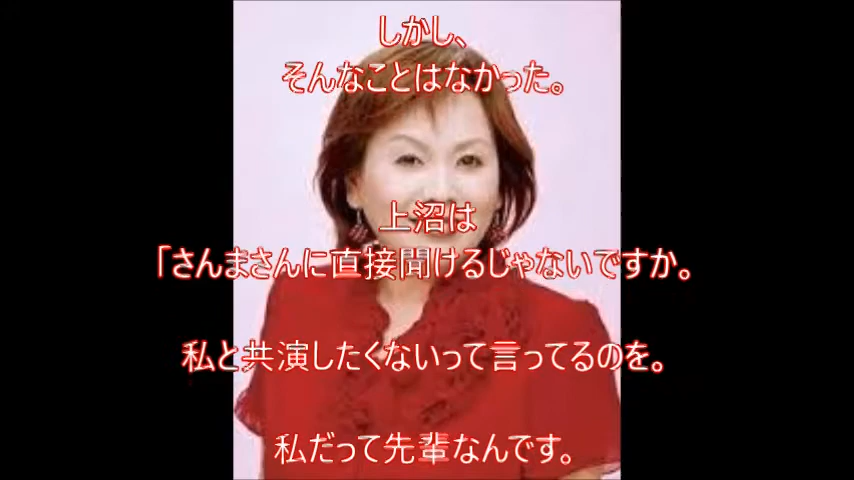 しかし、
そんなことはなかった。
上沼は
「さんまさんに直接聞けるじゃないですか。
私と共演したくないって言ってるのを。
私だって先輩なんです。